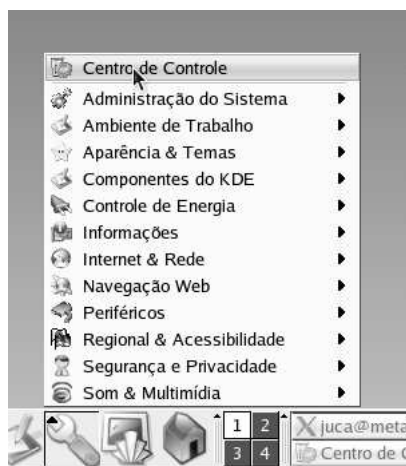 Centro de Controle
Administração do Sistema
Ambiente de Trabalho
Aparência & Temas
Componentes do KDE
Controle de Energia
Informações
Internet & Rede
Navegação Web
Periféricos
Regional & Acessibilidade
Segurança e Privacidade
Som & Multimídia
1 2
3 4
juca@meta
Centro de C